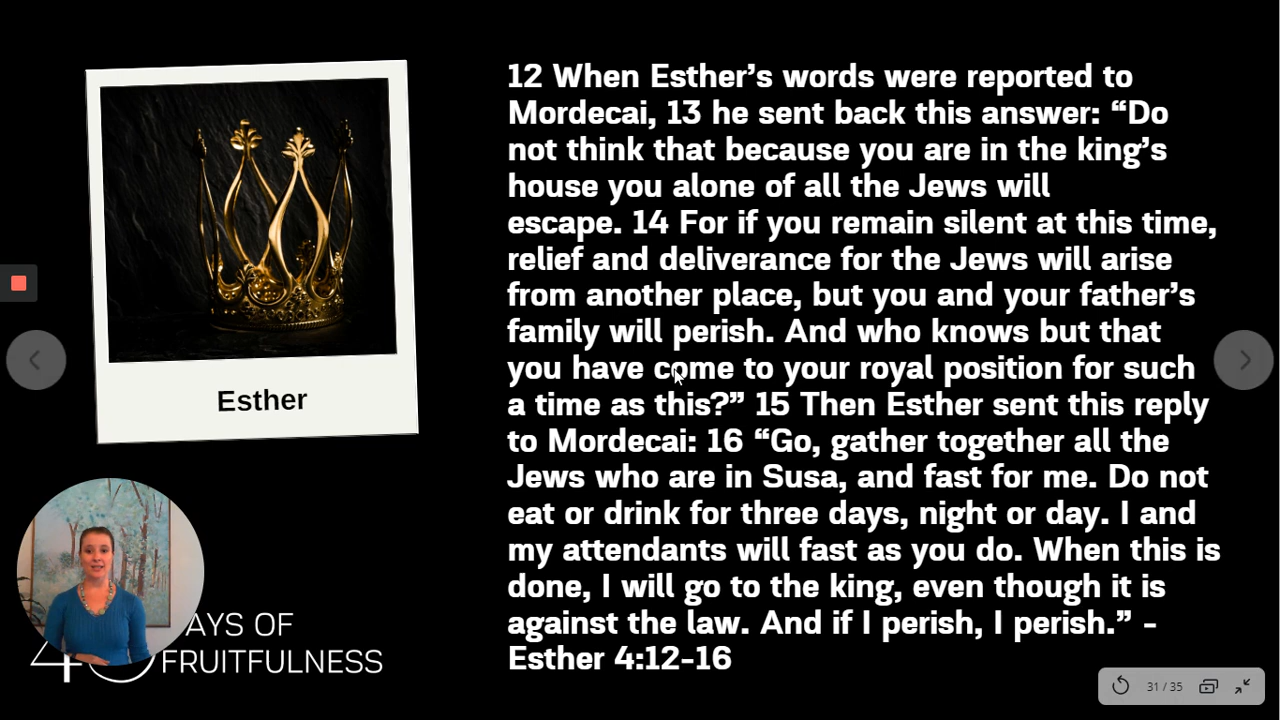 12 When Esther’s words were reported to
Mordecai, 13 he sent back this answer: “Do
not think that because you are in the king’s
house you alone of all the Jews will
escape. 14 For if you remain silent at this time,
relief and deliverance for the Jews will arise
from another place, but you and your father’s
family will perish. And who knows but that
you have come to your royal position for such
a time as this?” 15 Then Esther sent this reply
to Mordecai: 16 “Go, gather together all the
Jews who are in Susa, and fast for me. Do not
eat or drink for three days, night or day. I and
my attendants will fast as you do. When this is
done, I will go to the king, even though it is
against the law. And if I perish, I perish.” -
Esther 4:12-16
Esther
AYS OF
FRUITFULNESS
31 / 35